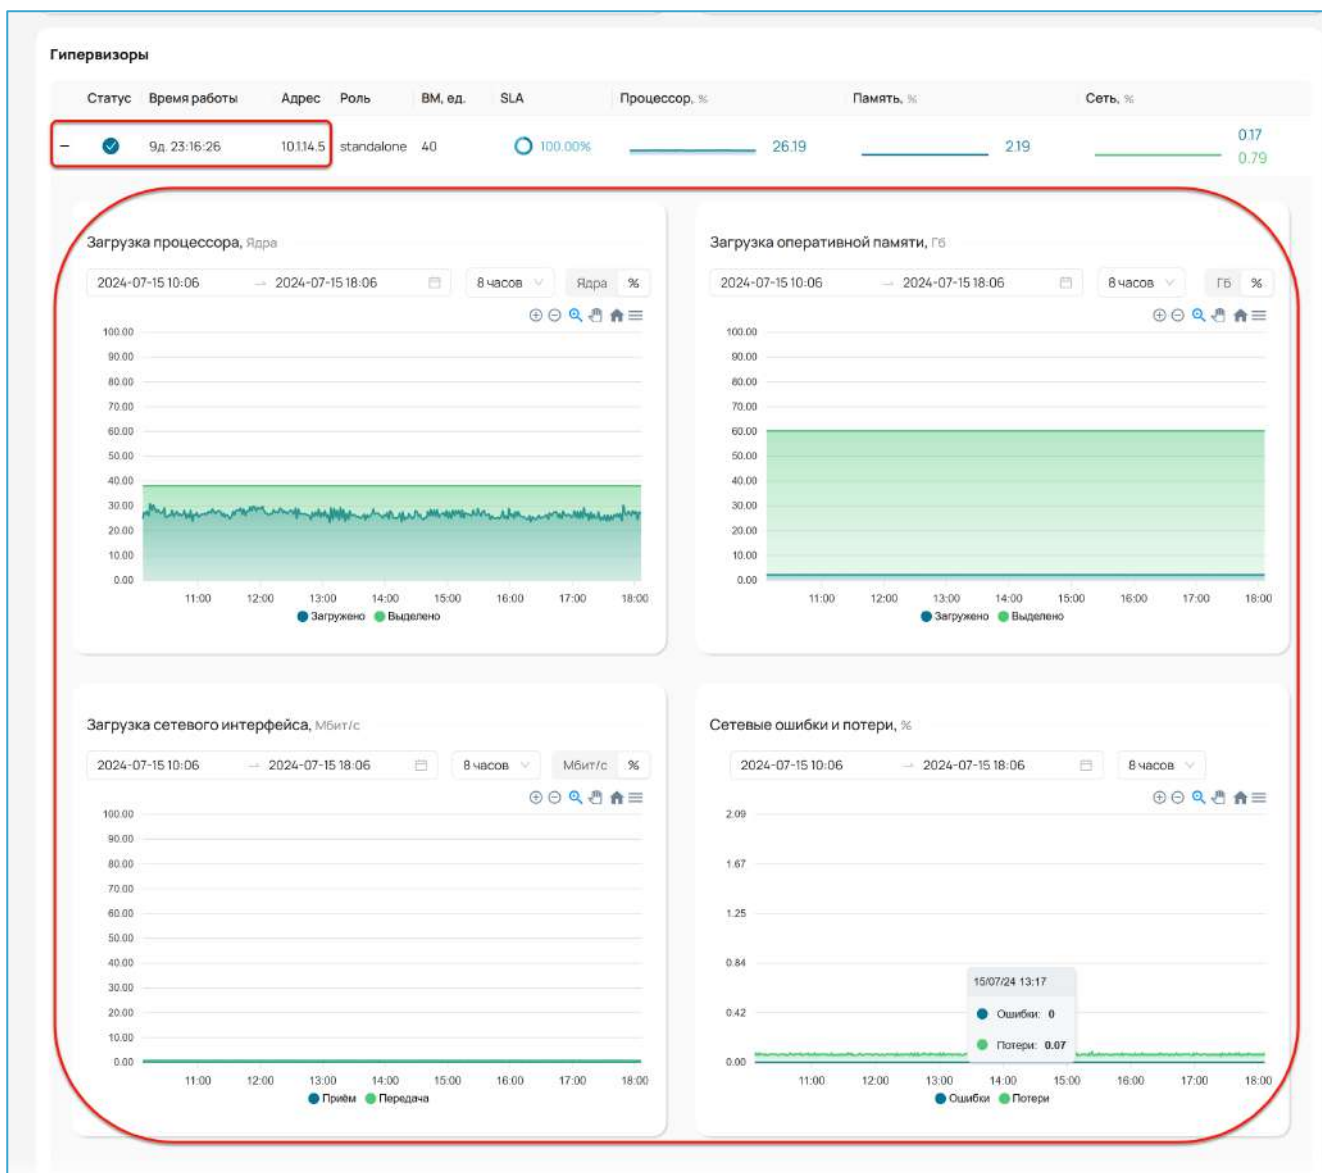 Гипервизоры
Статус Время работы Адрес Роль ВМ, ед. SLA Процессор, % Память, % Сеть, %
9д. 23:16:26 10.1.14.5 standalone 40 100.00% 26.19 2.19 0.17
0.79
Загрузка процессора, Ядра
2024-07-15 10:06 → 2024-07-15 18:06 8 часов Ядра %
100.00
90.00
80.00
70.00
60.00
50.00
40.00
30.00
20.00
10.00
0.00
11:00 12:00 13:00 14:00 15:00 16:00 17:00 18:00
Загружено Выделено
Загрузка оперативной памяти, Гб
2024-07-15 10:06 → 2024-07-15 18:06 8 часов Гб %
100.00
90.00
80.00
70.00
60.00
50.00
40.00
30.00
20.00
10.00
0.00
11:00 12:00 13:00 14:00 15:00 16:00 17:00 18:00
Загружено Выделено
Загрузка сетевого интерфейса, Мбит/с
2024-07-15 10:06 → 2024-07-15 18:06 8 часов Мбит/с %
100.00
90.00
80.00
70.00
60.00
50.00
40.00
30.00
20.00
10.00
0.00
11:00 12:00 13:00 14:00 15:00 16:00 17:00 18:00
Приём Передача
Сетевые ошибки и потери, %
2024-07-15 10:06 → 2024-07-15 18:06 8 часов
2.09
1.67
1.25
0.84
0.42
0.00
15/07/24 13:17
Ошибки: 0
Потери: 0.07
11:00 12:00 13:00 14:00 15:00 16:00 17:00 18:00
Ошибки Потери